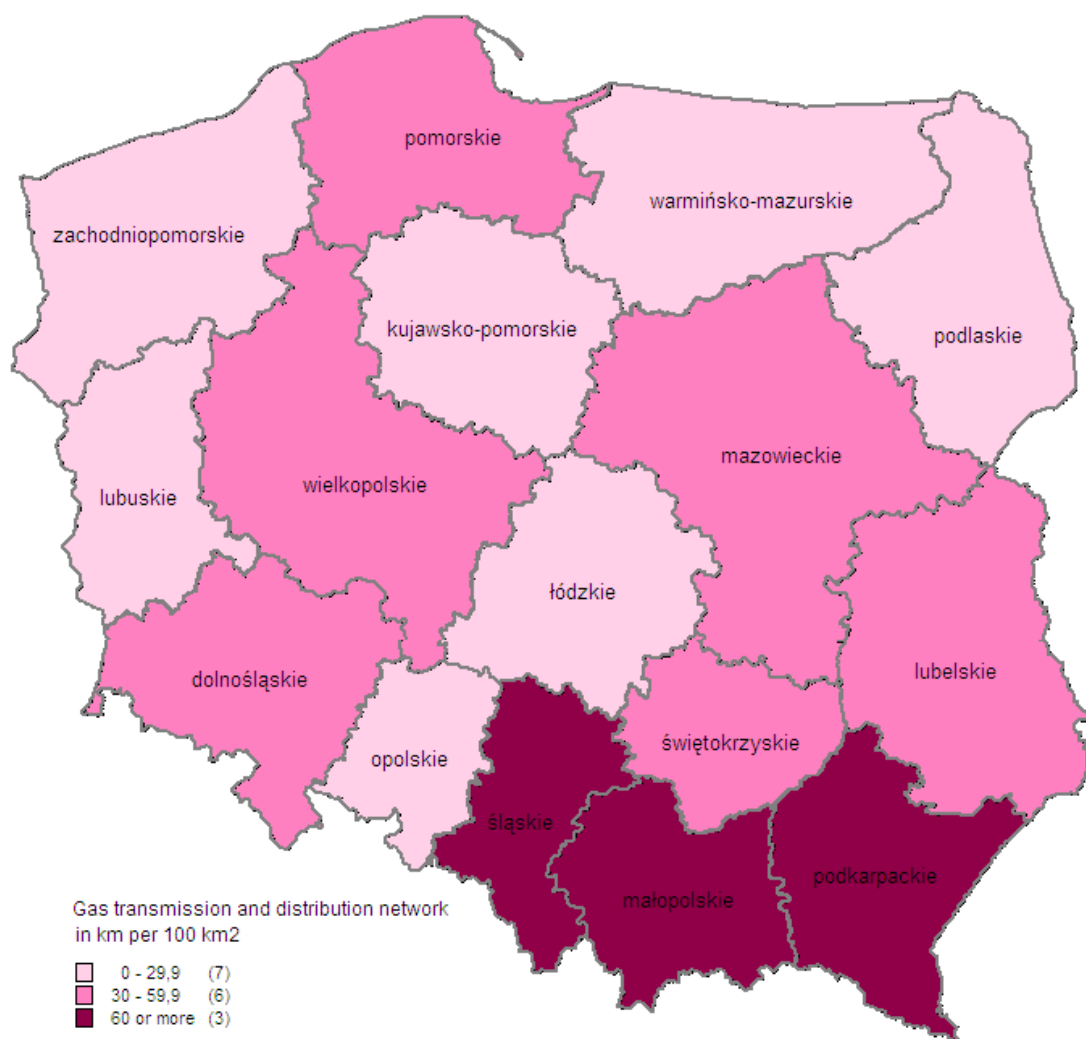 pomorskie
warmińsko-mazurskie
zachodniopomorskie
kujawsko-pomorskie
podlaskie
mazowieckie
wielkopolskie
lubuskie
łódzkie
lubelskie
dolnośląskie
świętokrzyskie
opolskie
śląskie
podkarpackie
małopolskie
Gas transmission and distribution network
in km per 100 km2
0 - 29,9 (7)
30 - 59,9 (6)
60 or more (3)